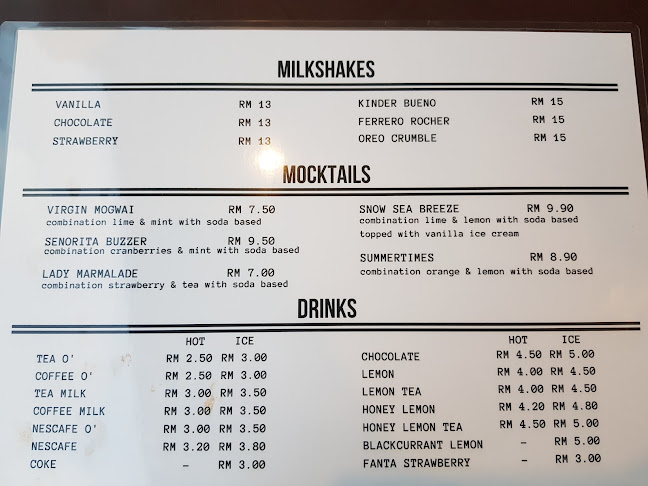 MILKSHAKES
VANILLA RM 13
CHOCOLATE RM 13
STRAWBERRY RM 13
KINDER BUENO RM 15
FERRERO ROCHER RM 15
OREO CRUMBLE RM 15
MOCKTAILS
VIRGIN MOGWAI RM 7.50
combination lime & mint with soda based
SENORITA BUZZER RM 9.50
combination cranberries & mint with soda based
LADY MARMALADE RM 7.00
combination strawberry & tea with soda based
SNOW SEA BREEZE RM 9.90
combination lime & lemon with soda based
topped with vanilla ice cream
SUMMERTIMES RM 8.90
combination orange & lemon with soda based
DRINKS
HOT ICE
TEA O' RM 2.50 RM 3.00
COFFEE O' RM 2.50 RM 3.00
TEA MILK RM 3.00 RM 3.50
COFFEE MILK RM 3.00 RM 3.50
NESCAFE O' RM 3.00 RM 3.50
NESCAFE RM 3.20 RM 3.80
COKE – RM 3.00
HOT ICE
CHOCOLATE RM 4.50 RM 5.00
LEMON RM 4.00 RM 4.50
LEMON TEA RM 4.00 RM 4.50
HONEY LEMON RM 4.20 RM 4.80
HONEY LEMON TEA RM 4.50 RM 5.00
BLACKCURRANT LEMON – RM 5.00
FANTA STRAWBERRY – RM 3.00